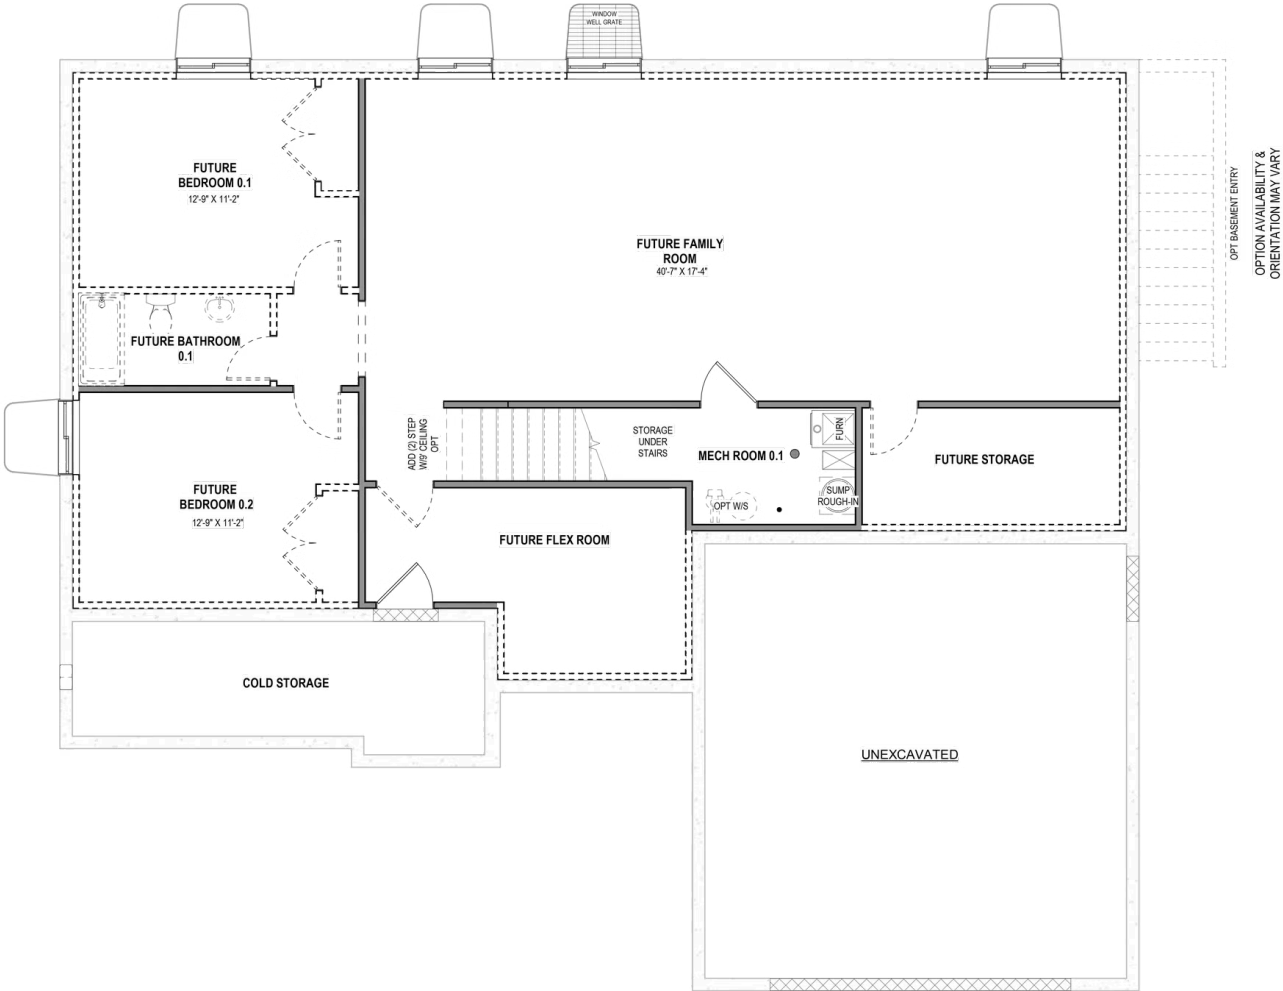 WINDOW
WELL GRATE
FUTURE
BEDROOM 0.1
12'-9" X 11'-2"
FUTURE FAMILY
ROOM
40'-7" X 17'-4"
OPT BASEMENT ENTRY
OPTION AVAILABILITY &
ORIENTATION MAY VARY
FUTURE BATHROOM
0.1
ADD (2) STEP
W/9' CEILING
OPT
STORAGE
UNDER
STAIRS
MECH ROOM 0.1
FURN
FUTURE STORAGE
FUTURE
BEDROOM 0.2
12'-9" X 11'-2"
OPT W/S
SUMP
ROUGH-IN
FUTURE FLEX ROOM
COLD STORAGE
UNEXCAVATED